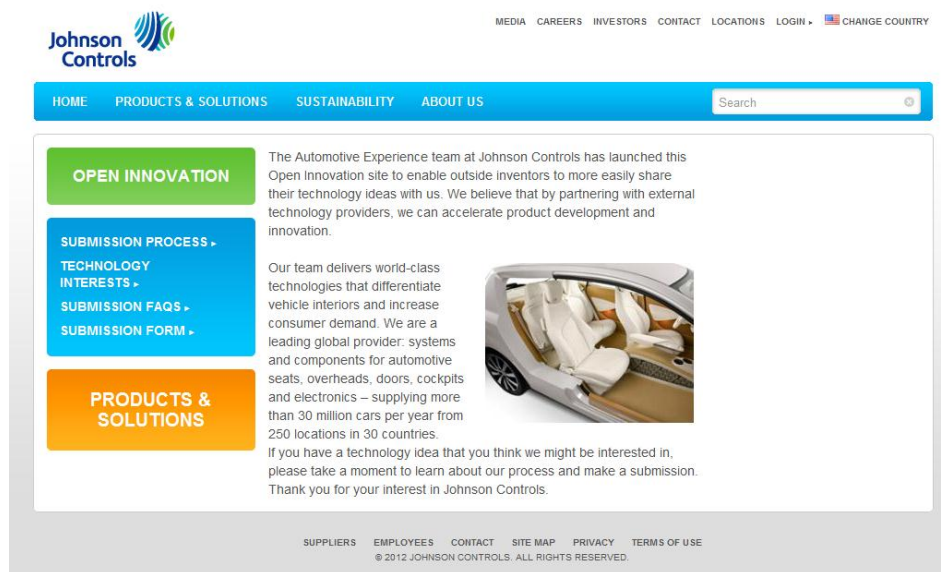 Johnson
Controls
MEDIA CAREERS INVESTORS CONTACT LOCATIONS LOGIN ▸ CHANGE COUNTRY
HOME PRODUCTS & SOLUTIONS SUSTAINABILITY ABOUT US
Search
OPEN INNOVATION
SUBMISSION PROCESS ▸
TECHNOLOGY
INTERESTS ▸
SUBMISSION FAQS ▸
SUBMISSION FORM ▸
PRODUCTS &
SOLUTIONS
The Automotive Experience team at Johnson Controls has launched this
Open Innovation site to enable outside inventors to more easily share
their technology ideas with us. We believe that by partnering with external
technology providers, we can accelerate product development and
innovation.
Our team delivers world-class
technologies that differentiate
vehicle interiors and increase
consumer demand. We are a
leading global provider: systems
and components for automotive
seats, overheads, doors, cockpits
and electronics – supplying more
than 30 million cars per year from
250 locations in 30 countries.
If you have a technology idea that you think we might be interested in,
please take a moment to learn about our process and make a submission.
Thank you for your interest in Johnson Controls.
SUPPLIERS EMPLOYEES CONTACT SITE MAP PRIVACY TERMS OF USE
© 2012 JOHNSON CONTROLS. ALL RIGHTS RESERVED.